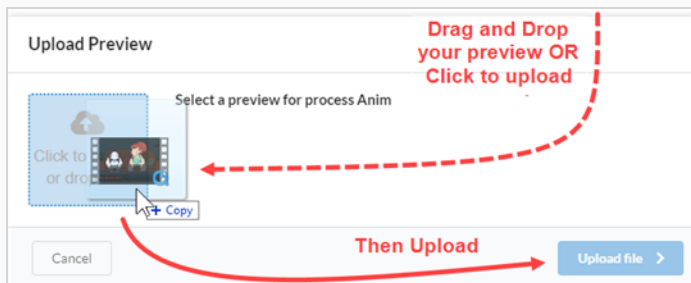 Drag and Drop
your preview OR
Click to upload
Upload Preview
Select a preview for process Anim
Click to
or dro
+ Copy
Then Upload
Cancel
Upload file